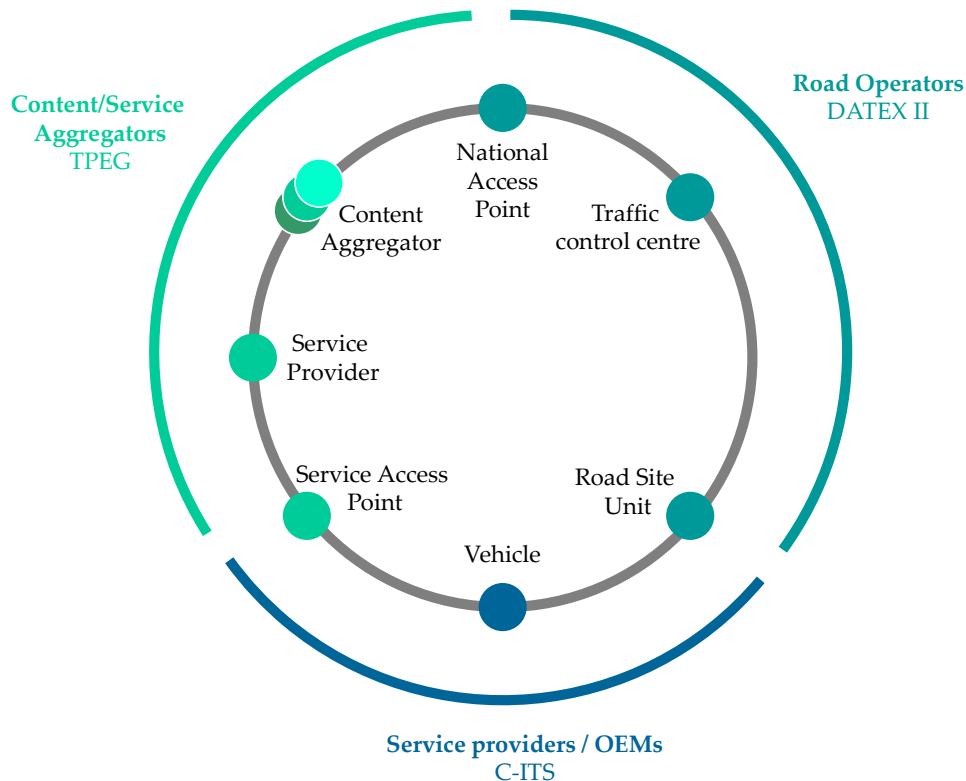 Content/Service
Aggregators
TPEG
Road Operators
DATEX II
National
Access
Point
Content
Aggregator
Traffic
control centre
Service
Provider
Service Access
Point
Road Site
Unit
Vehicle
Service providers / OEMs
C-ITS